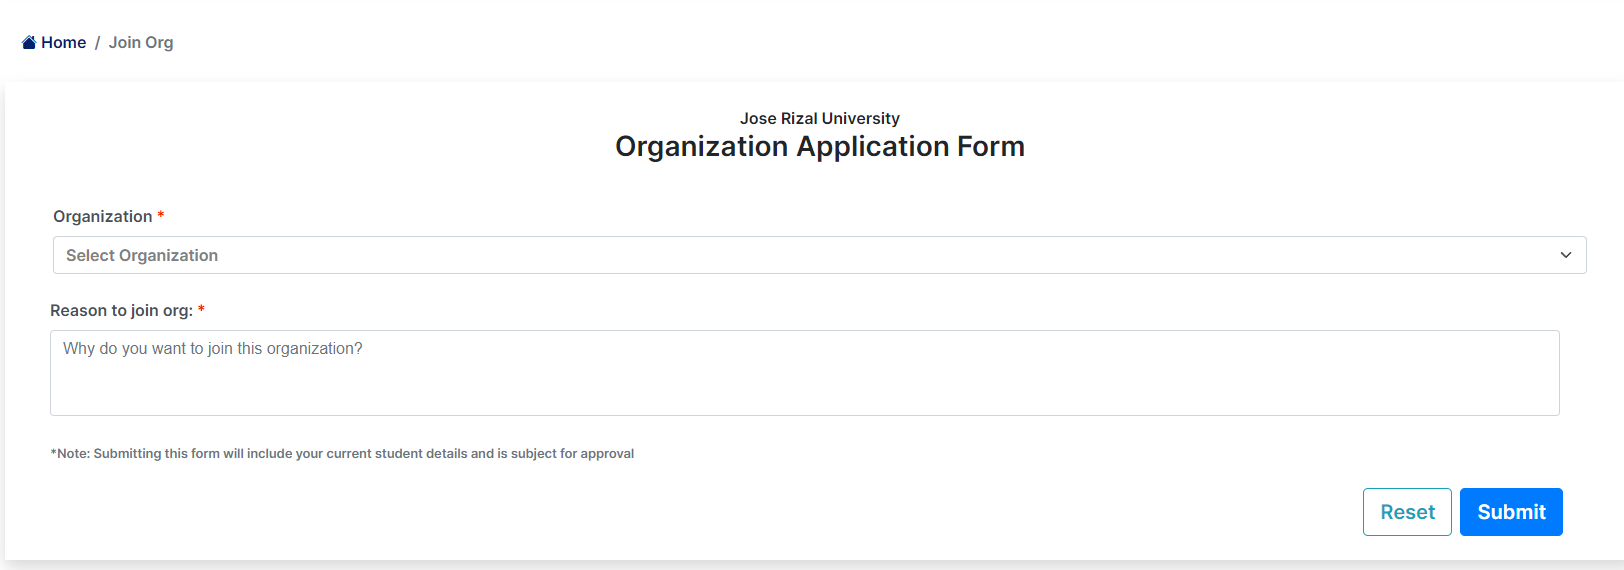 Home / Join Org
Jose Rizal University
Organization Application Form
Organization *
Select Organization
Reason to join org: *
Why do you want to join this organization?
*Note: Submitting this form will include your current student details and is subject for approval
Reset Submit